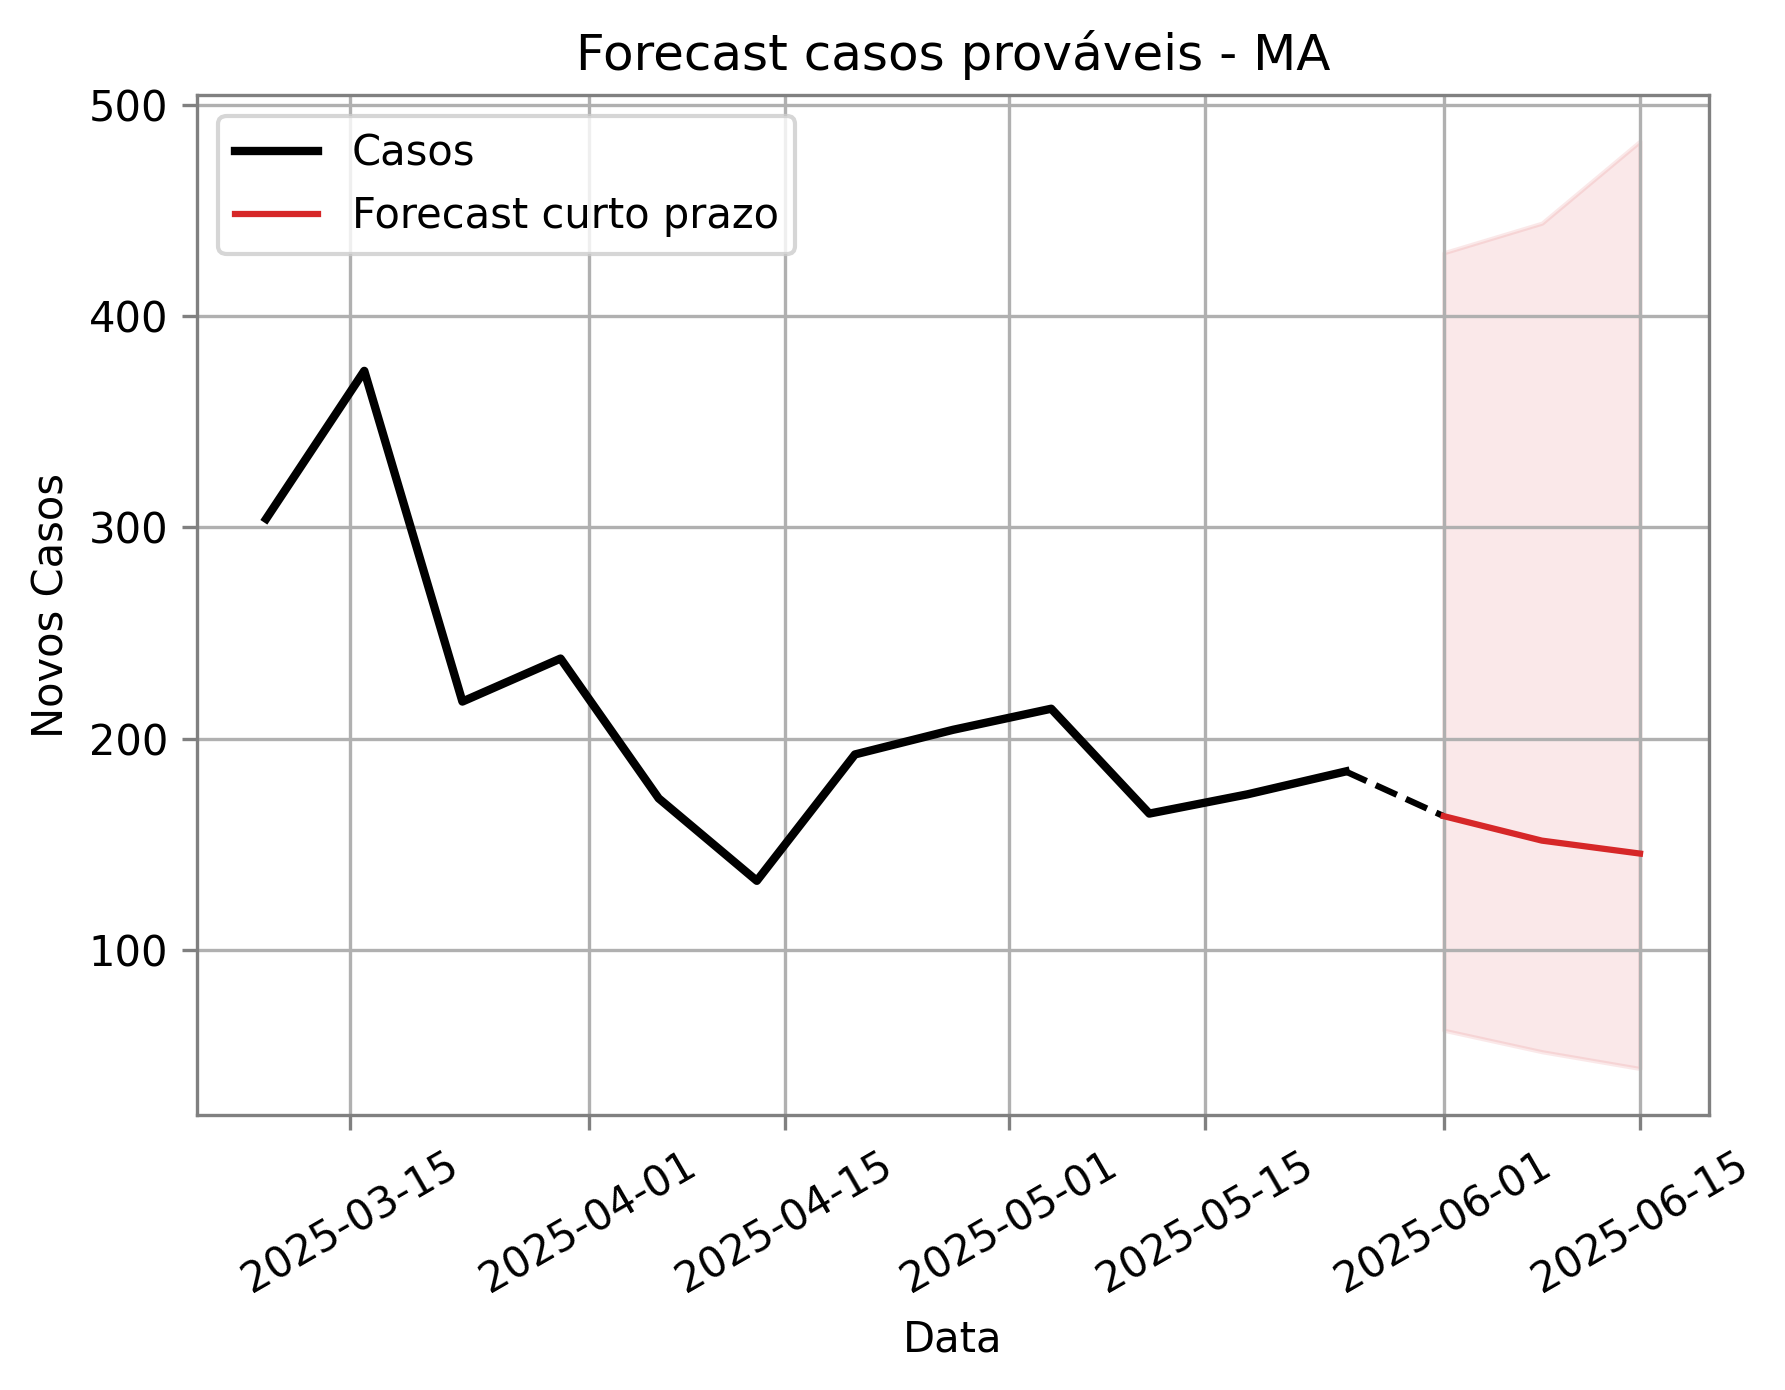 Forecast casos prováveis - MA
500
400
300
200
100
Novos Casos
Casos
Forecast curto prazo
2025-03-15
2025-04-01
2025-04-15
2025-05-01
2025-05-15
2025-06-01
2025-06-15
Data